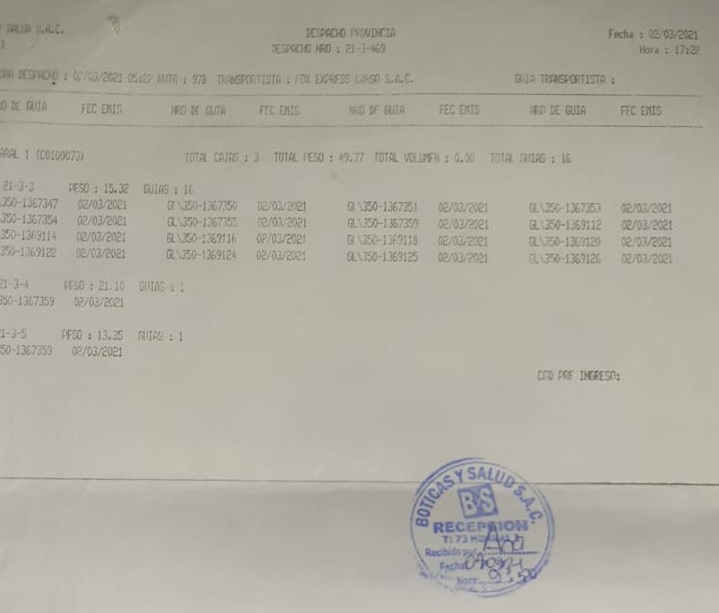 SALUD S.A.C. DESPACHO PROVINCIA Fecha : 02/03/2021
DESPACHO NRO : 21-3-469 Hora : 17:28
DESPACHO : 02/03/2021 05:22 RUTA : 97B TRANSPORTISTA : FOX EXPRESS CARGO S.A.C. GUIA TRANSPORTISTA :
DE GUIA FEC EMIS NRO DE GUIA FEC EMIS NRO DE GUIA FEC EMIS NRO DE GUIA FEC EMIS
ARAL 1 (C0100073) TOTAL CAJAS : 3 TOTAL PESO : 49.77 TOTAL VOLUMEN : 0.00 TOTAL GUIAS : 16
21-3-3 PESO : 15.32 GUIAS : 16
350-1367347 02/03/2021 GL\350-1367350 02/03/2021 GL\350-1367351 02/03/2021 GL\350-1367353 02/03/2021
350-1367354 02/03/2021 GL\350-1367355 02/03/2021 GL\350-1367359 02/03/2021 GL\350-1369112 02/03/2021
350-1369114 02/03/2021 GL\350-1369116 02/03/2021 GL\350-1369118 02/03/2021 GL\350-1369120 02/03/2021
350-1369122 02/03/2021 GL\350-1369124 02/03/2021 GL\350-1369125 02/03/2021 GL\350-1369126 02/03/2021
21-3-4 PESO : 21.10 GUIAS : 1
350-1367359 02/03/2021
1-3-5 PESO : 13.35 GUIAS : 1
50-1367359 02/03/2021
COD PRE INGRESO:
BOTICAS Y SALUD S.A.C.
B&S
RECEPCION
T: 73
Recibido por
Fecha
Hora